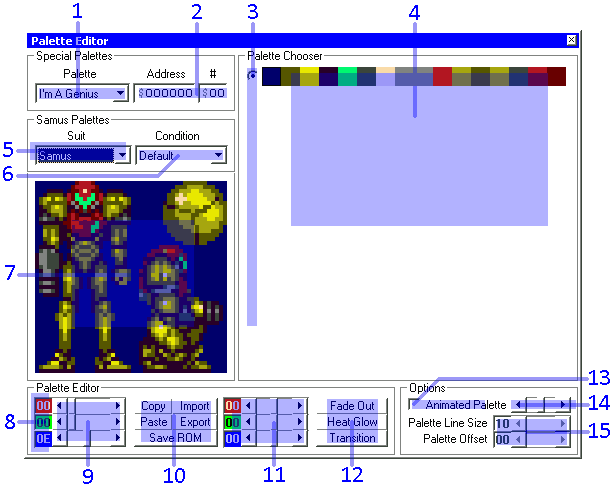 1 2 3 4
Palette Editor
Special Palettes Palette Chooser
Palette Address #
I'm A Genius $000000 $00
Samus Palettes
5 Suit Condition
Samus Default
6
7
Palette Editor Options
13
00 Copy Import 00 Fade Out Animated Palette 14
8 00 Paste Export 00 Heat Glow Palette Line Size 10
0E Save ROM 00 Transition Palette Offset 00 15
9 10 11 12